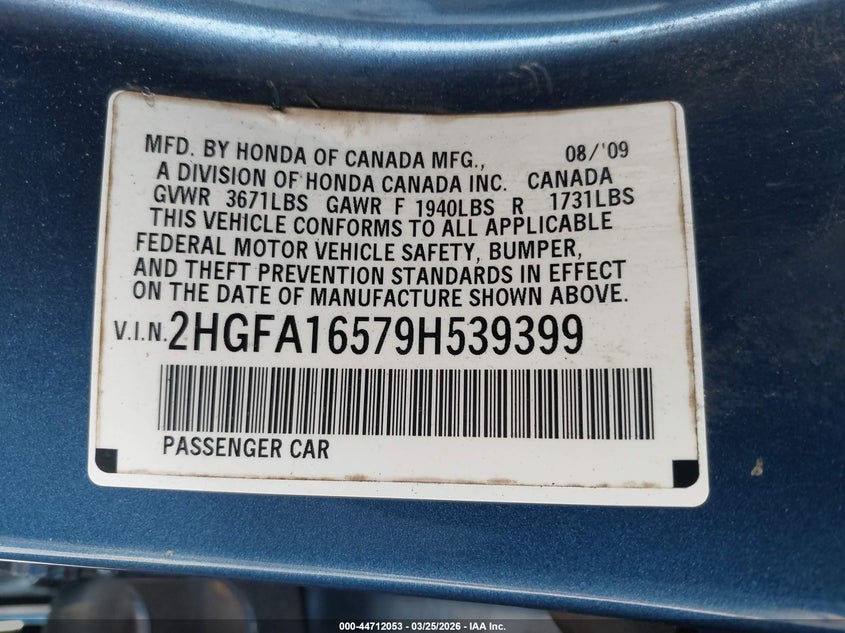 MFD. BY HONDA OF CANADA MFG., 08/'09
A DIVISION OF HONDA CANADA INC. CANADA
GVWR 3671LBS GAWR F 1940LBS R 1731LBS
THIS VEHICLE CONFORMS TO ALL APPLICABLE
FEDERAL MOTOR VEHICLE SAFETY, BUMPER,
AND THEFT PREVENTION STANDARDS IN EFFECT
ON THE DATE OF MANUFACTURE SHOWN ABOVE.
V.I.N. 2HGFA16579H539399
PASSENGER CAR
000-44712053 - 03/25/2026 - IAA Inc.